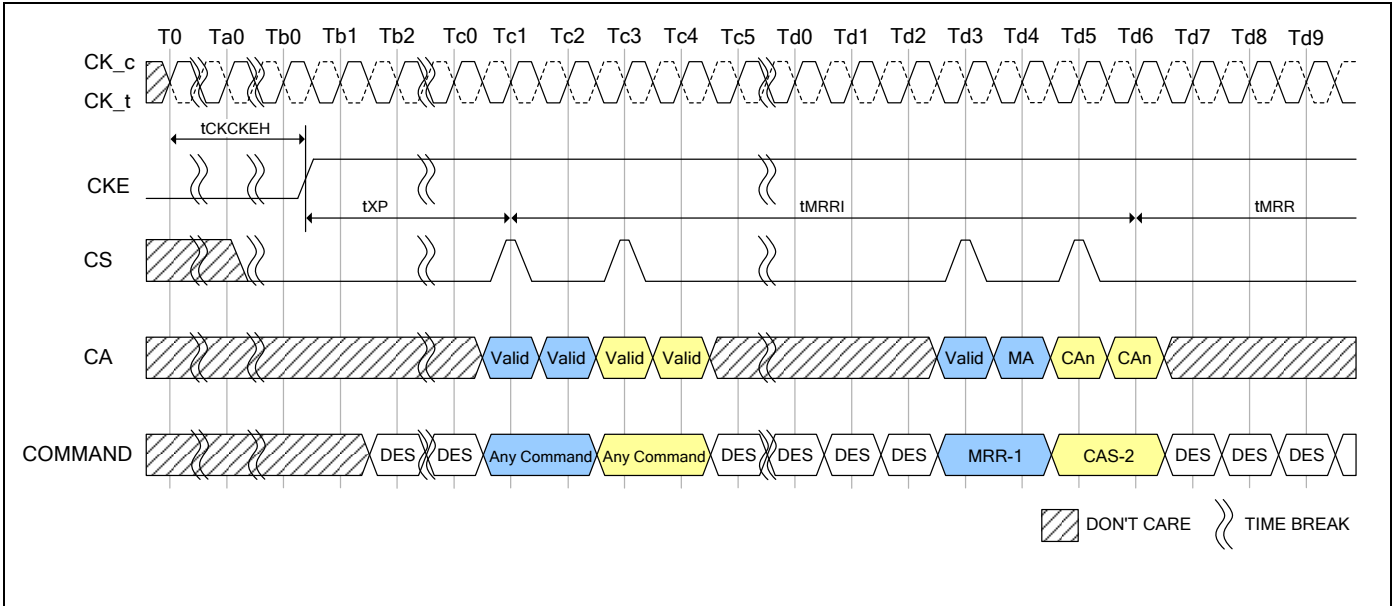 T0 Ta0 Tb0 Tb1 Tb2 Tc0 Tc1 Tc2 Tc3 Tc4 Tc5 Td0 Td1 Td2 Td3 Td4 Td5 Td6 Td7 Td8 Td9
CK_c
CK_t
tCKCKEH
CKE
tXP tMRRI tMRR
CS
CA Valid Valid Valid Valid Valid MA CAn CAn
COMMAND DES DES Any Command Any Command DES DES DES DES MRR-1 CAS-2 DES DES DES
DON'T CARE TIME BREAK